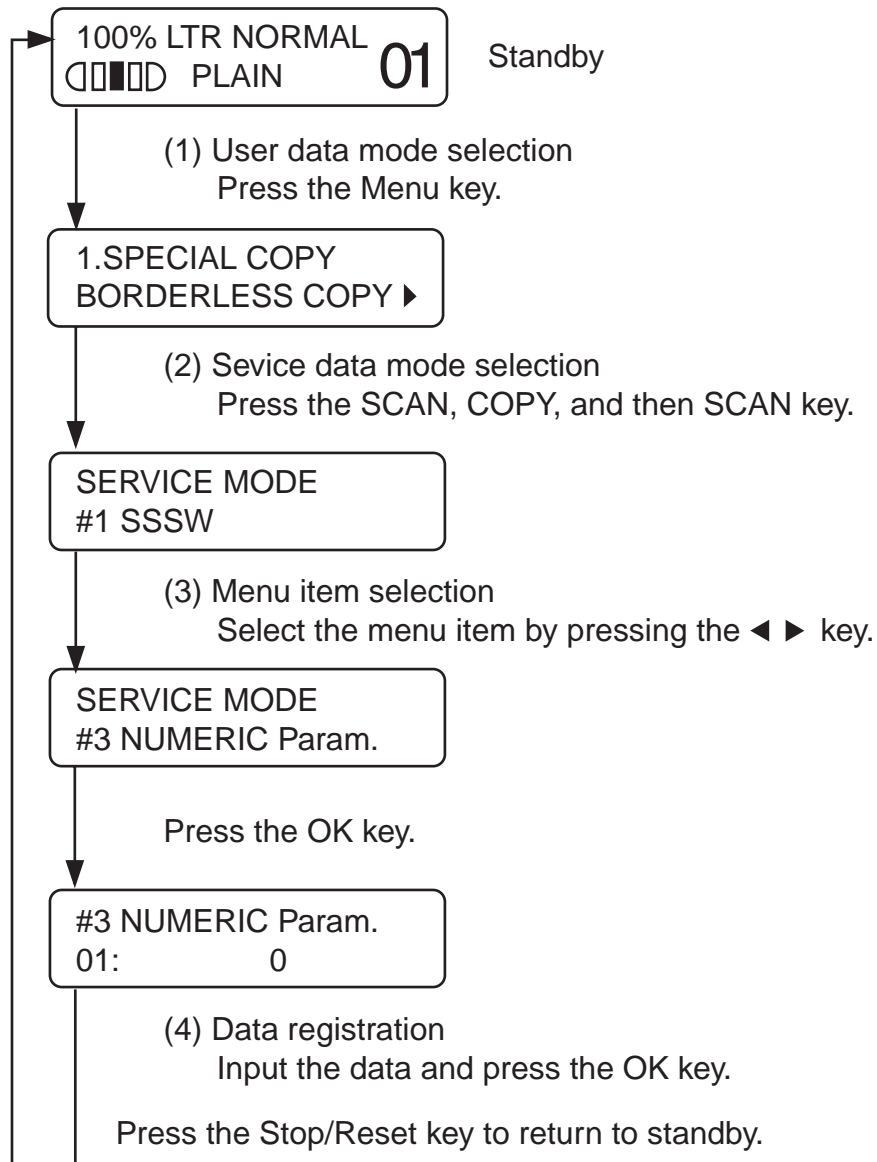 100% LTR NORMAL 01
PLAIN
Standby
(1) User data mode selection
Press the Menu key.
1.SPECIAL COPY
BORDERLESS COPY ▶
(2) Sevice data mode selection
Press the SCAN, COPY, and then SCAN key.
SERVICE MODE
#1 SSSW
(3) Menu item selection
Select the menu item by pressing the ◀ ▶ key.
SERVICE MODE
#3 NUMERIC Param.
Press the OK key.
#3 NUMERIC Param.
01: 0
(4) Data registration
Input the data and press the OK key.
Press the Stop/Reset key to return to standby.